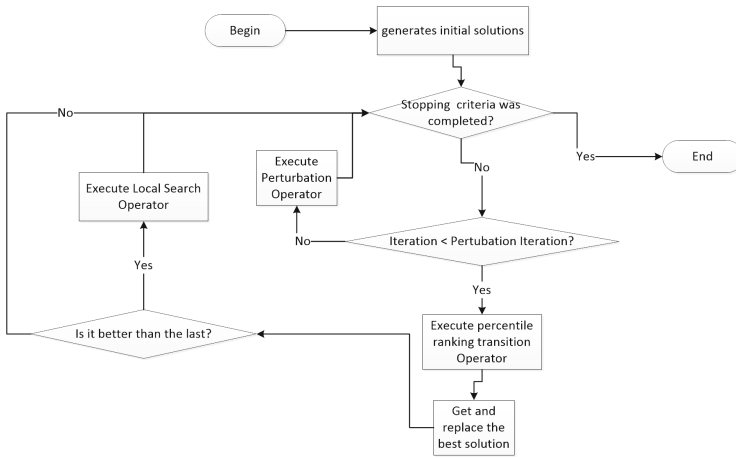 Begin
generates initial solutions
Stopping criteria was
completed?
No
Yes
End
Execute
Perturbation
Operator
Execute Local Search
Operator
No
No
Iteration < Pertubation Iteration?
Yes
Yes
Is it better than the last?
Execute percentile
ranking transition
Operator
Get and
replace the
best solution